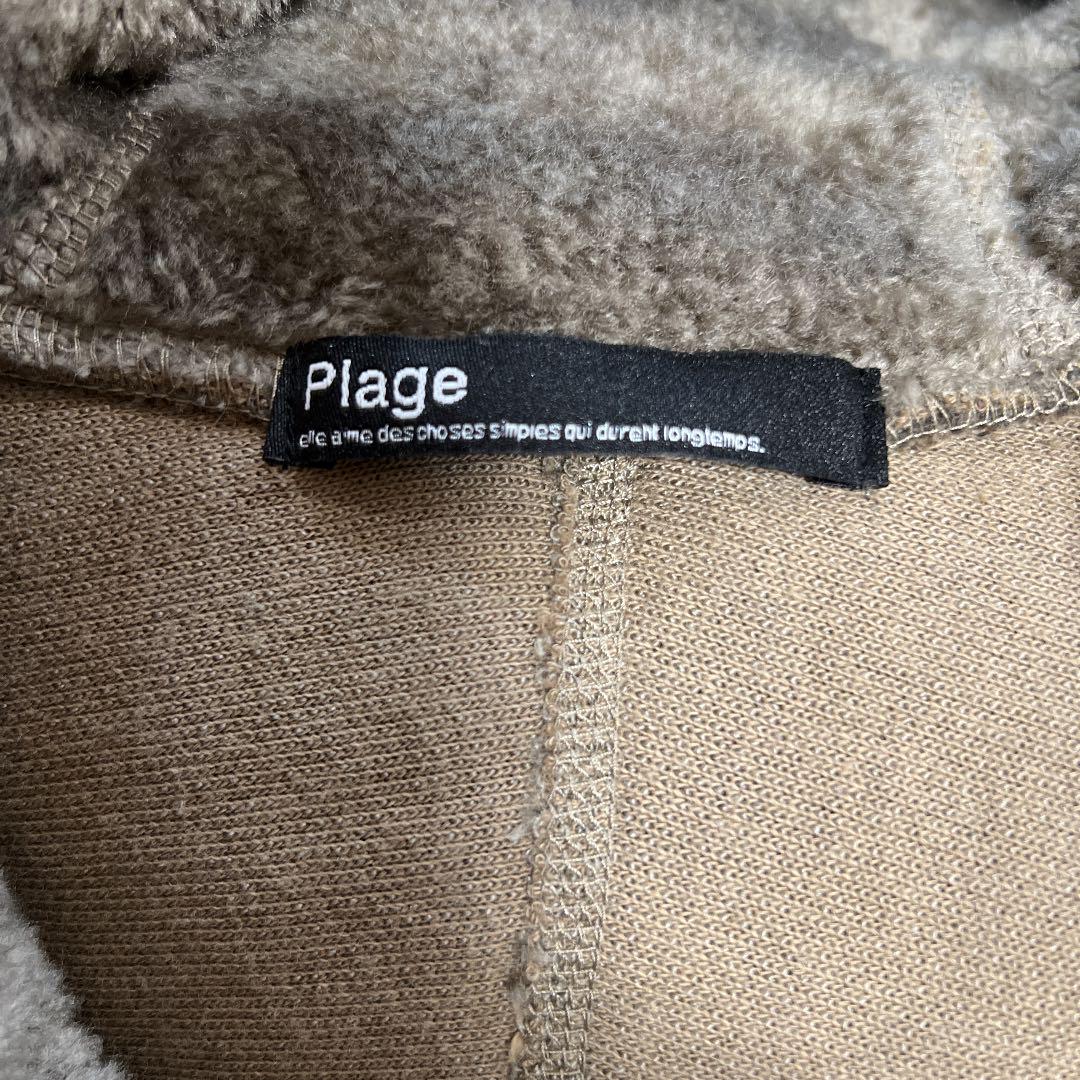 Plage
elle aime des choses simples qui durent longtemps.